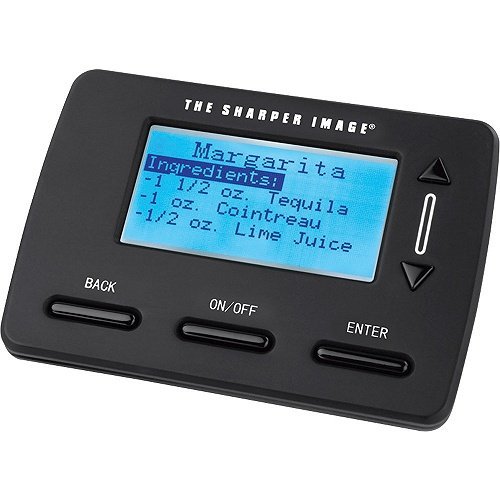 THE SHARPER IMAGE®
Margarita
Ingredients:
-1 1/2 oz. Tequila
-1 oz. Cointreau
-1/2 oz. Lime Juice
BACK
ON/OFF
ENTER